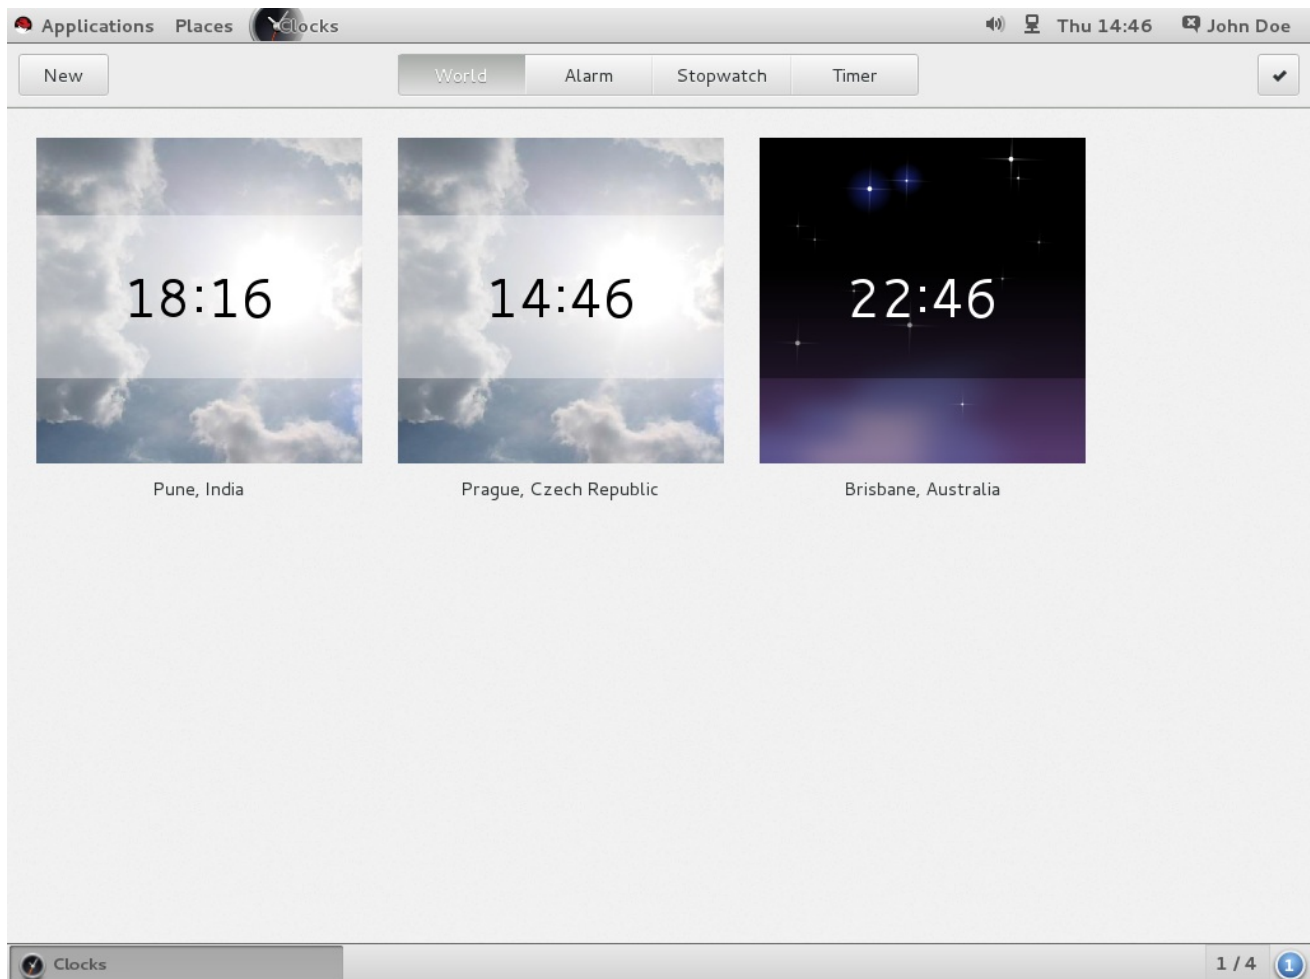 Applications Places Clocks Thu 14:46 John Doe
New World Alarm Stopwatch Timer
18:16 14:46 22:46
Pune, India Prague, Czech Republic Brisbane, Australia
Clocks 1 / 4 1